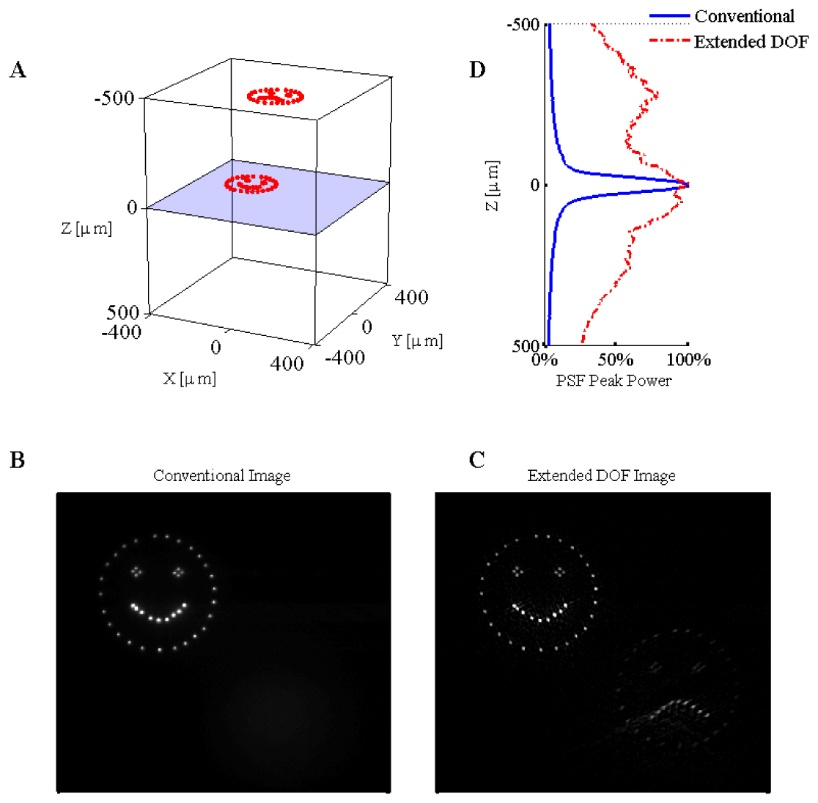 A
-500
0
Z [μm]
500
-400
0
X [μm]
400
-400
0
Y [μm]
400
D
Conventional
Extended DOF
-500
0
Z [μm]
500
0%
50%
100%
PSF Peak Power
B
Conventional Image
C
Extended DOF Image